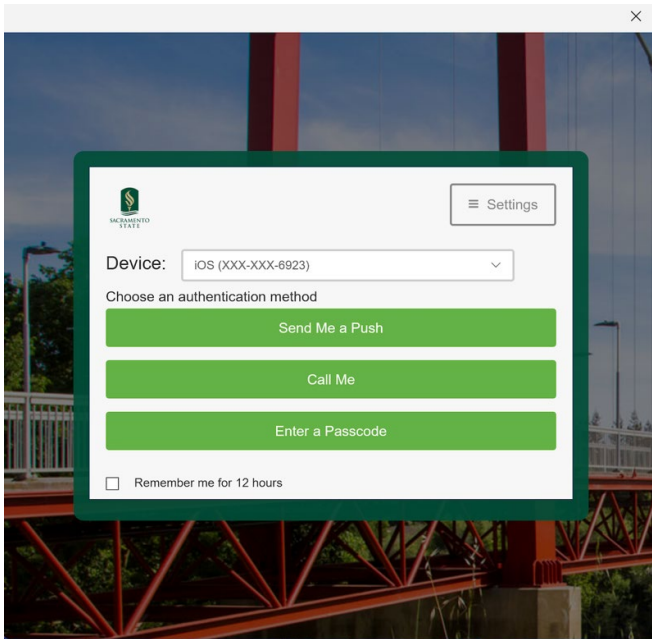 SACRAMENTO
STATE
≡ Settings
Device: iOS (XXX-XXX-6923)
Choose an authentication method
Send Me a Push
Call Me
Enter a Passcode
Remember me for 12 hours